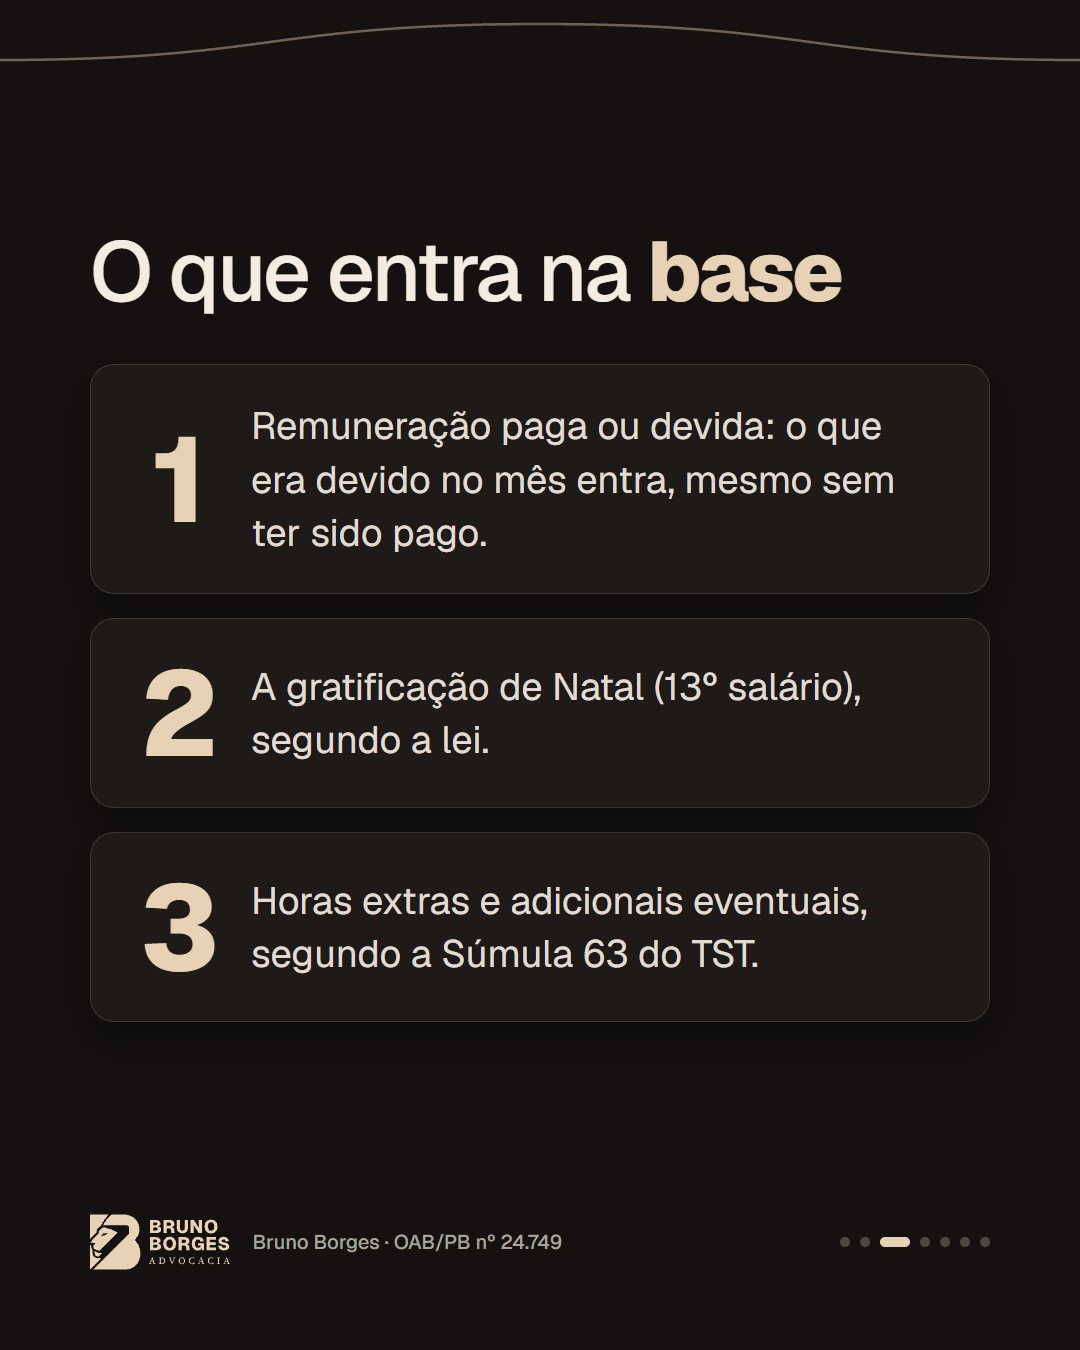 O que entra na base
1
Remuneração paga ou devida: o que
era devido no mês entra, mesmo sem
ter sido pago.
2
A gratificação de Natal (13º salário),
segundo a lei.
3
Horas extras e adicionais eventuais,
segundo a Súmula 63 do TST.
BRUNO
BORGES
ADVOCACIA
Bruno Borges · OAB/PB nº 24.749